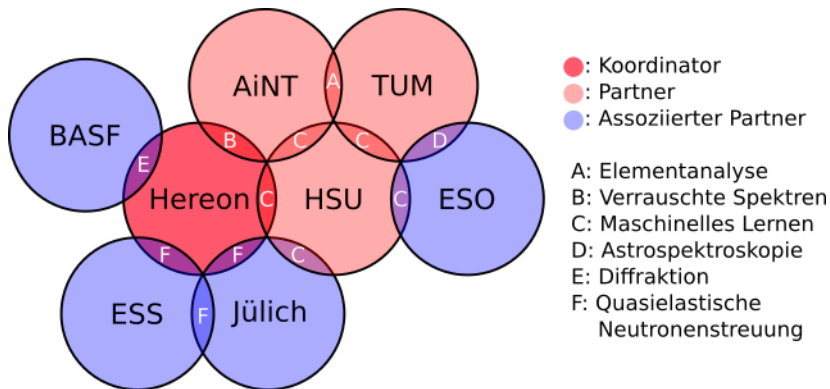 AiNT
A
TUM
BASF
E
B
C
C
D
Hereon
C
HSU
C
ESO
F
F
C
ESS
F
Jülich
: Koordinator
: Partner
: Assoziierter Partner
A: Elementanalyse
B: Verrauschte Spektren
C: Maschinelles Lernen
D: Astrospektroskopie
E: Diffraktion
F: Quasielastische
Neutronenstreuung